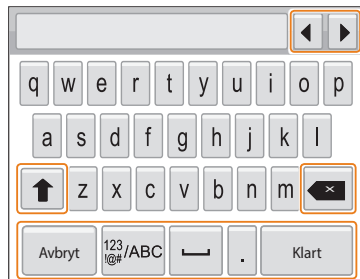 q w e r t y u i o p
a s d f g h j k l
z x c v b n m
Avbryt 123 !@# /ABC . Klart